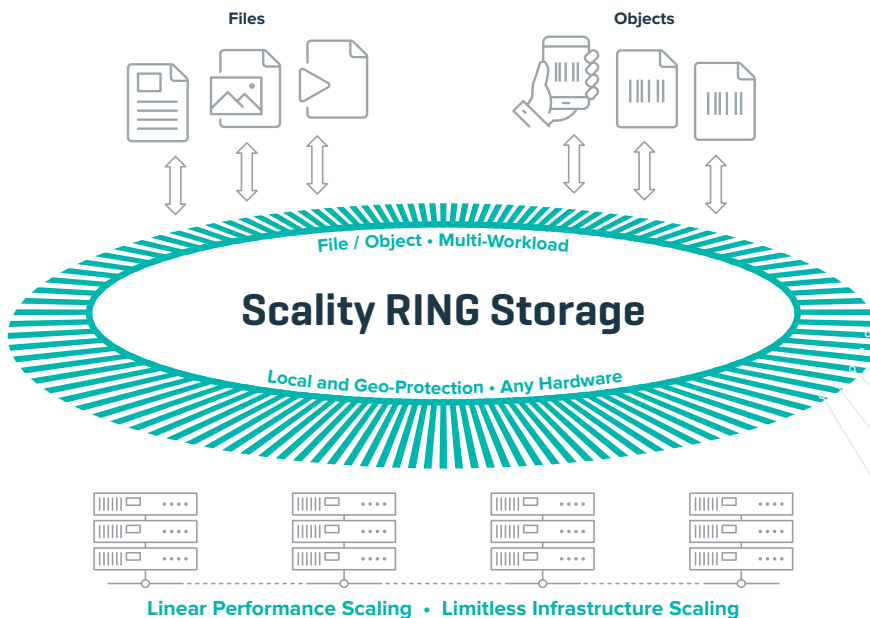 Files
Objects
File / Object • Multi-Workload
Scality RING Storage
Local and Geo-Protection • Any Hardware
Linear Performance Scaling • Limitless Infrastructure Scaling